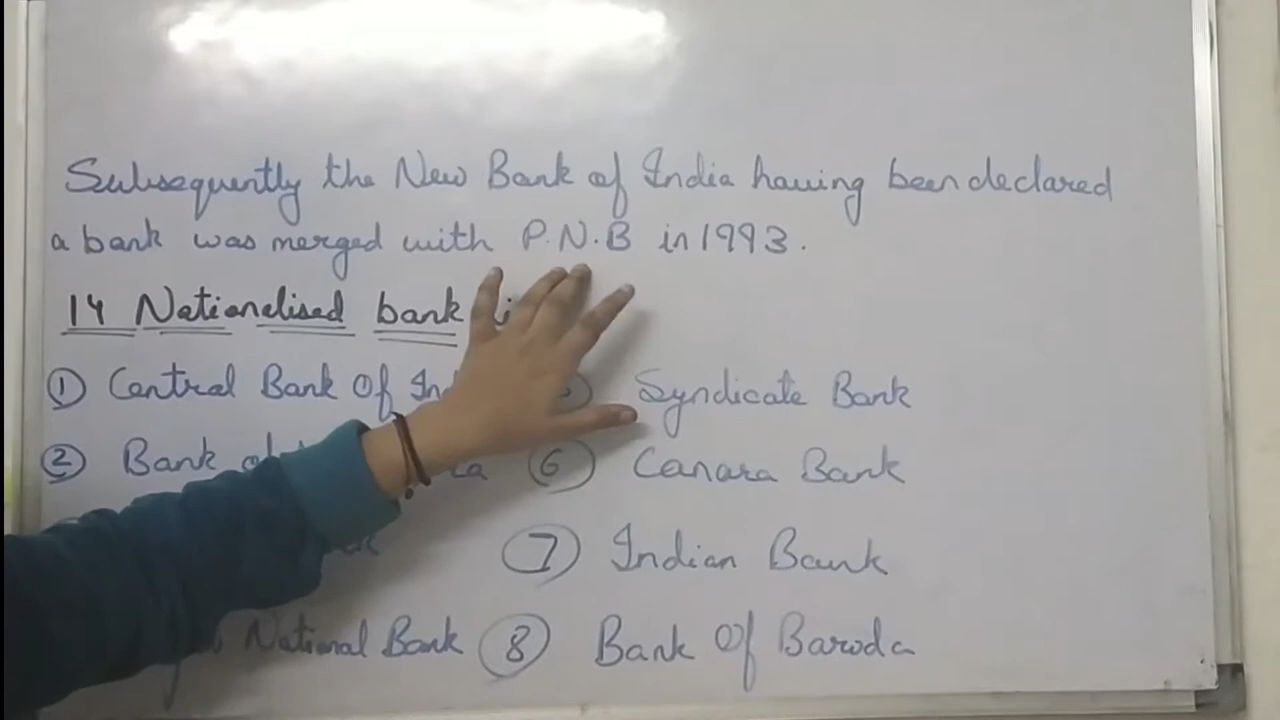 Subsequently the New Bank of India having been declared
a bank was merged with P.N.B in 1993.
14 Nationalised bank
① Central Bank Of
Syndicate Bank
② Bank
⑥ Canara Bank
⑦ Indian Bank
National Bank
⑧ Bank Of Baroda